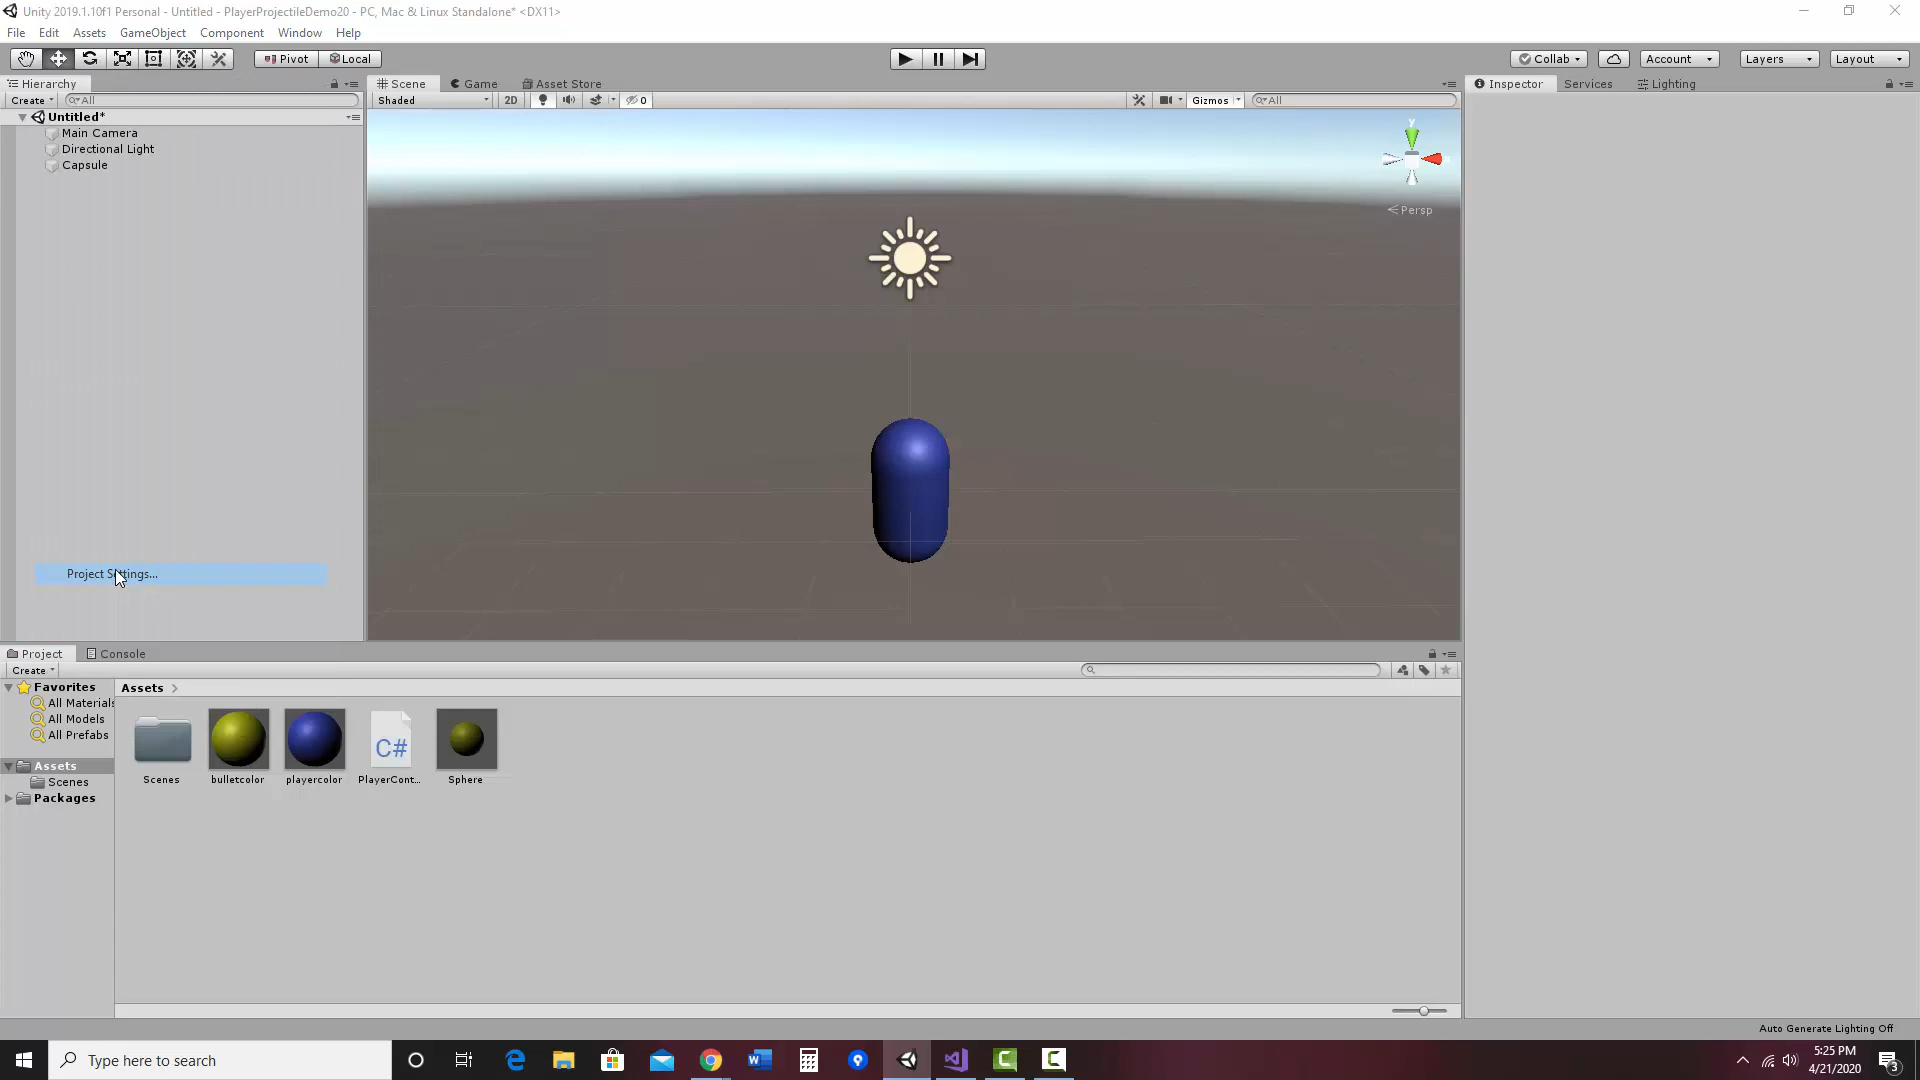 Unity 2019.1.10f1 Personal - Untitled - PlayerProjectileDemo20 - PC, Mac & Linux Standalone* <DX11>
File Edit Assets GameObject Component Window Help
Pivot Local Collab Account Layers Layout
Hierarchy Scene Game Asset Store Inspector Services Lighting
Create All Shaded 2D 0 Gizmos All
Untitled*
Main Camera
Directional Light
Capsule
y
Persp
Project Settings...
Project Console
Create
Favorites
All Materials
All Models
All Prefabs
Assets
Scenes
Packages
Assets
C#
Scenes bulletcolor playercolor PlayerCont... Sphere
Auto Generate Lighting Off
Type here to search
5:25 PM
4/21/2020
3